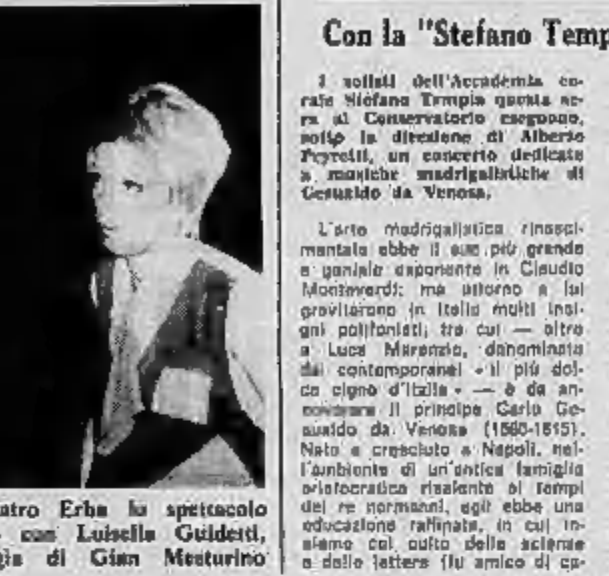 atro Erba lo spettacolo
con Luisella Guidetti,
gia di Gian Mesturino
Con la "Stefano Temp
I solisti dell'Accademia co-
rale Stefano Tempia questa se-
ra al Conservatorio eseguono,
sotto la direzione di Alberto
Peyretti, un concerto dedicato
a musiche madrigalistiche di
Gesualdo da Venosa.
L'arte madrigalistica rinasci-
mentale ebbe il suo più grande
e geniale esponente in Claudio
Monteverdi; ma attorno a lui
gravitarono in Italia molti insi-
gni polifonisti, tra cui — oltre
a Luca Marenzio, denominato
dai contemporanei « il più dol-
ce cigno d'Italia » — è da an-
noverare il principe Carlo Ge-
sualdo da Venosa (1560-1615).
Nato e cresciuto a Napoli, nel-
l'ambiente di un'antica famiglia
aristocratica risalente ai tempi
dei re normanni, egli ebbe una
educazione raffinata, in cui in-
sieme col culto delle scienze
e delle lettere (fu amico di